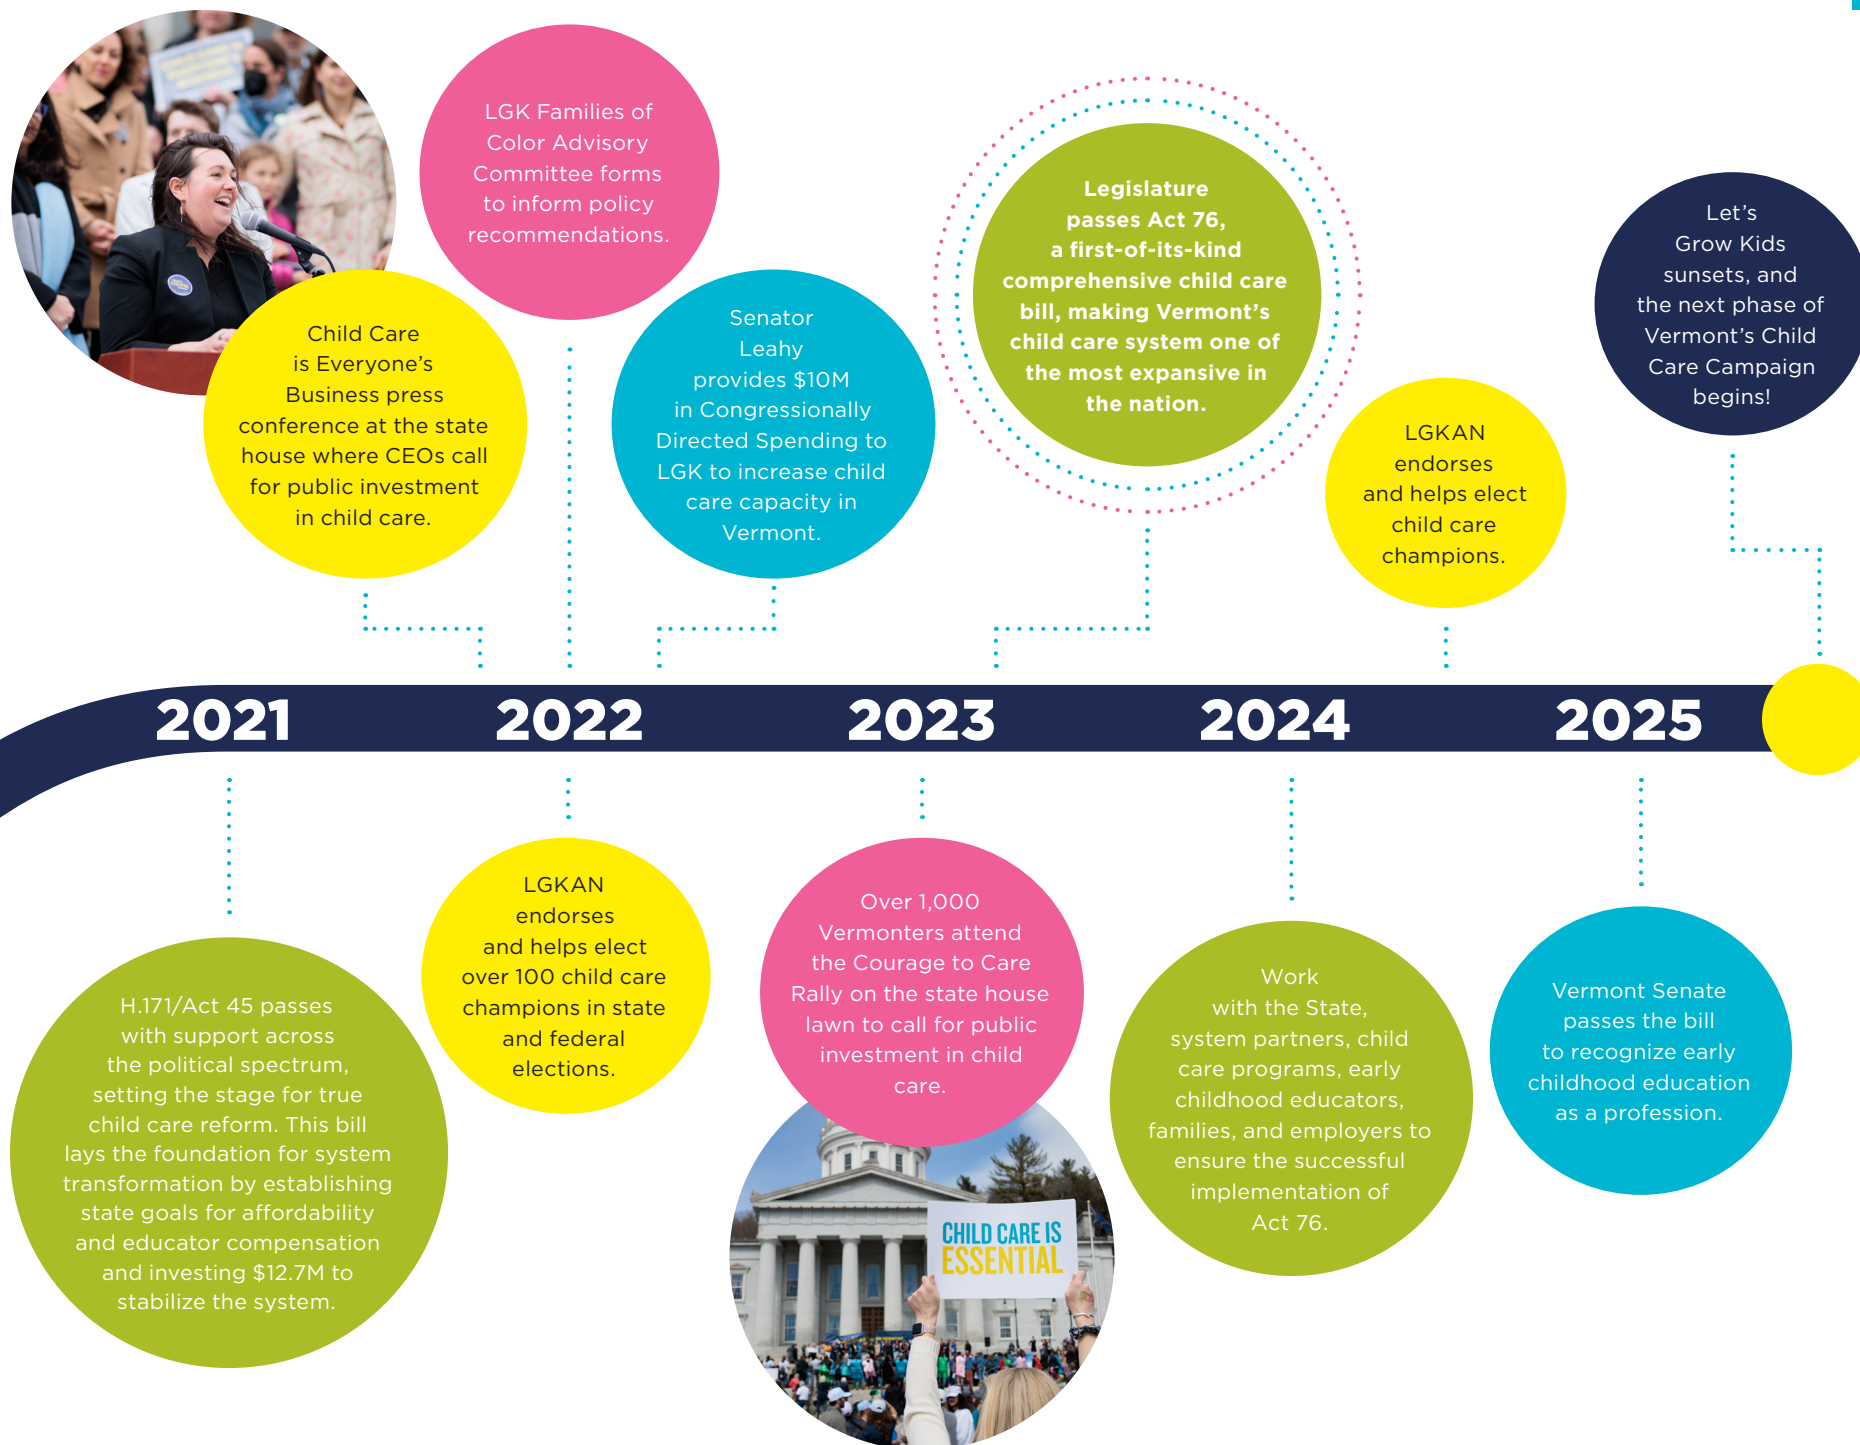 LGK Families of
Color Advisory
Committee forms
to inform policy
recommendations.
Child Care
is Everyone's
Business press
conference at the state
house where CEOs call
for public investment
in child care.
Senator
Leahy
provides $10M
in Congressionally
Directed Spending to
LGK to increase child
care capacity in
Vermont.
Legislature
passes Act 76,
a first-of-its-kind
comprehensive child care
bill, making Vermont's
child care system one of
the most expansive in
the nation.
LGKAN
endorses
and helps elect
child care
champions.
Let's
Grow Kids
sunsets, and
the next phase of
Vermont's Child
Care Campaign
begins!
2021 2022 2023 2024 2025
H.171/Act 45 passes
with support across
the political spectrum,
setting the stage for true
child care reform. This bill
lays the foundation for system
transformation by establishing
state goals for affordability
and educator compensation
and investing $12.7M to
stabilize the system.
LGKAN
endorses
and helps elect
over 100 child care
champions in state
and federal
elections.
Over 1,000
Vermonters attend
the Courage to Care
Rally on the state house
lawn to call for public
investment in child
care.
CHILD CARE IS
ESSENTIAL
Work
with the State,
system partners, child
care programs, early
childhood educators,
families, and employers to
ensure the successful
implementation of
Act 76.
Vermont Senate
passes the bill
to recognize early
childhood education
as a profession.